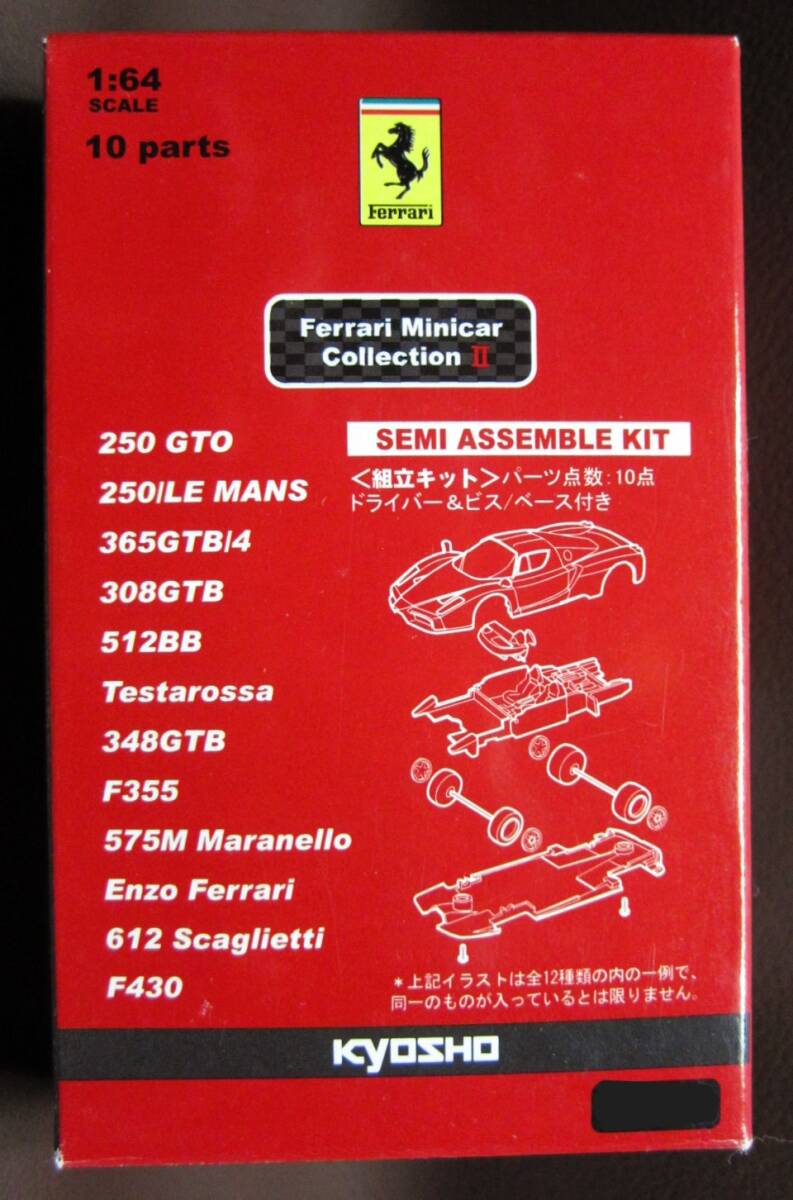 1:64
SCALE
10 parts
Ferrari
Ferrari Minicar
Collection II
250 GTO
250/LE MANS
365GTB/4
308GTB
512BB
Testarossa
348GTB
F355
575M Maranello
Enzo Ferrari
612 Scaglietti
F430
SEMI ASSEMBLE KIT
<組立キット>パーツ点数:10点
ドライバー&ビス/ベース付き
*上記イラストは全12種類の内の一例で、
同一のものが入っているとは限りません。
KYOSHO